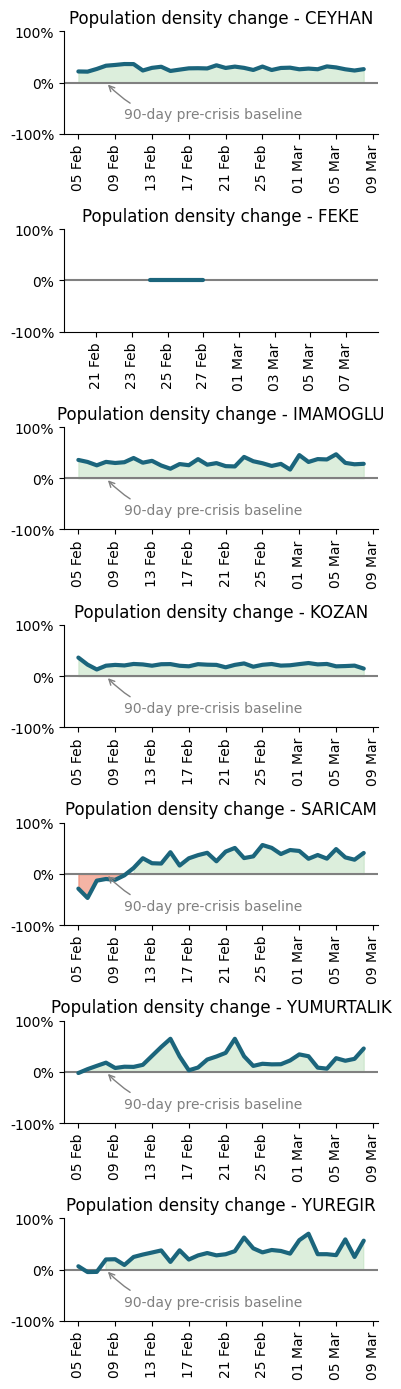 Population density change - CEYHAN
100%
0%
-100%
90-day pre-crisis baseline
05 Feb 09 Feb 13 Feb 17 Feb 21 Feb 25 Feb 01 Mar 05 Mar 09 Mar
Population density change - FEKE
100%
0%
-100%
21 Feb 23 Feb 25 Feb 27 Feb 01 Mar 03 Mar 05 Mar 07 Mar
Population density change - IMAMOGLU
100%
0%
-100%
90-day pre-crisis baseline
05 Feb 09 Feb 13 Feb 17 Feb 21 Feb 25 Feb 01 Mar 05 Mar 09 Mar
Population density change - KOZAN
100%
0%
-100%
90-day pre-crisis baseline
05 Feb 09 Feb 13 Feb 17 Feb 21 Feb 25 Feb 01 Mar 05 Mar 09 Mar
Population density change - SARICAM
100%
0%
-100%
90-day pre-crisis baseline
05 Feb 09 Feb 13 Feb 17 Feb 21 Feb 25 Feb 01 Mar 05 Mar 09 Mar
Population density change - YUMURTALIK
100%
0%
-100%
90-day pre-crisis baseline
05 Feb 09 Feb 13 Feb 17 Feb 21 Feb 25 Feb 01 Mar 05 Mar 09 Mar
Population density change - YUREGIR
100%
0%
-100%
90-day pre-crisis baseline
05 Feb 09 Feb 13 Feb 17 Feb 21 Feb 25 Feb 01 Mar 05 Mar 09 Mar